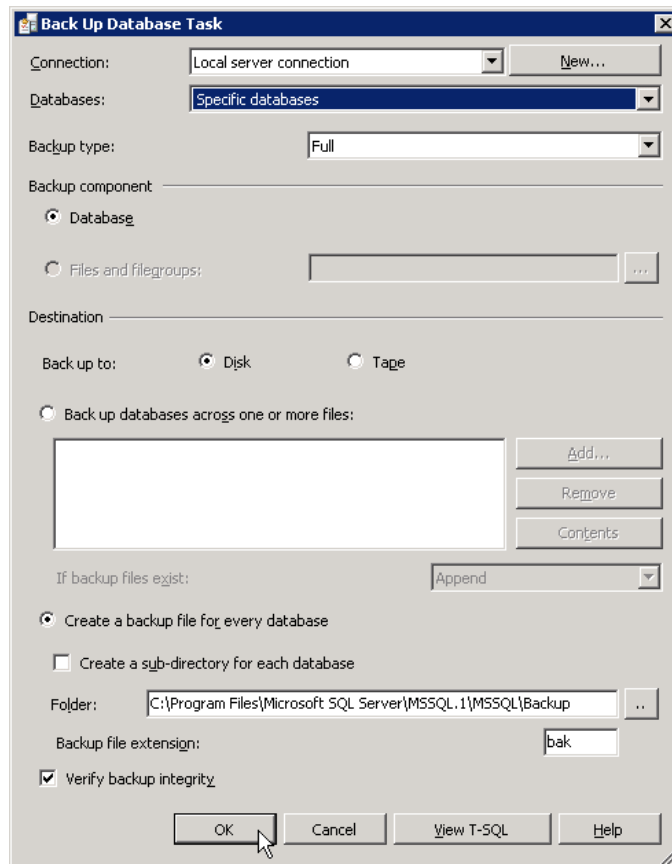 Back Up Database Task
Connection: Local server connection New...
Databases: Specific databases
Backup type: Full
Backup component
Database
Files and filegroups: ...
Destination
Back up to: Disk Tape
Back up databases across one or more files:
Add...
Remove
Contents
If backup files exist: Append
Create a backup file for every database
Create a sub-directory for each database
Folder: C:\Program Files\Microsoft SQL Server\MSSQL.1\MSSQL\Backup ..
Backup file extension: bak
Verify backup integrity
OK Cancel View T-SQL Help